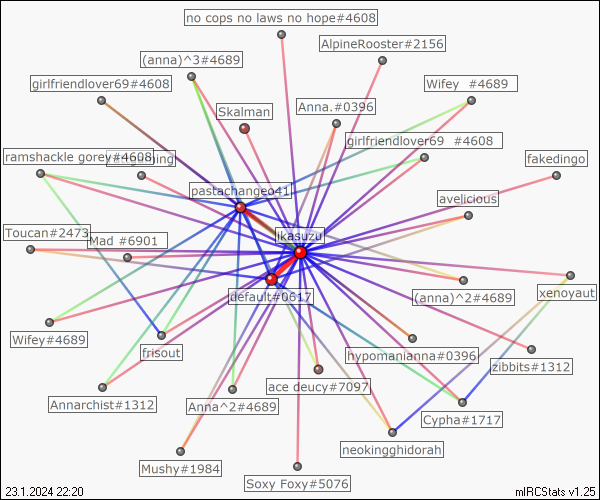 no cops no laws no hope#4608
AlpineRooster#2156
(anna)^3#4689
girlfriendlover69#4608
Wifey #4689
Anna.#0396
Skalman
girlfriendlover69 #4608
ramshackle gorey#4608
fakedingo
pastachangeo41
avelicious
Toucan#2473
Mad #6901
ikasuzu
default#0617
(anna)^2#4689
xenoyaut
Wifey#4689
frisout
hypomanianna#0396
zibbits#1312
ace deucy#7097
Annarchist#1312
Anna^2#4689
Cypha#1717
neokingghidorah
Mushy#1984
Soxy Foxy#5076
23.1.2024 22:20
mIRCStats v1.25